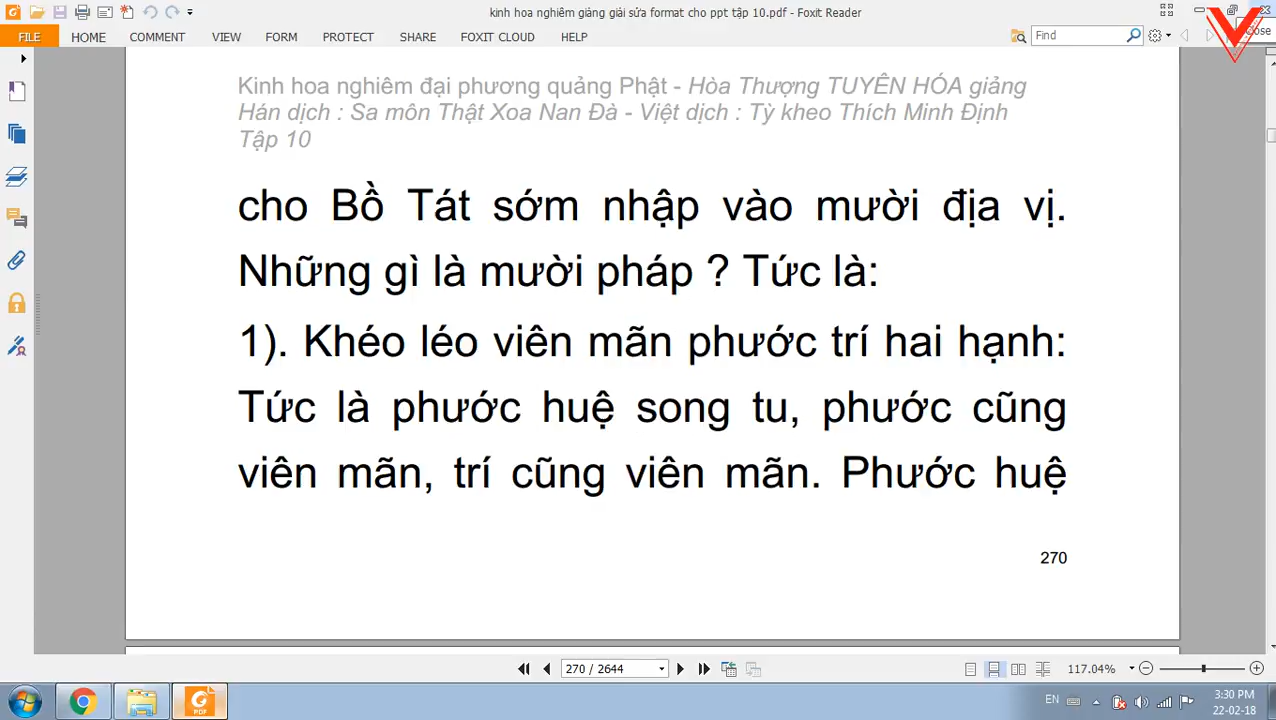 kinh hoa nghiêm giảng giải sửa format cho ppt tập 10.pdf - Foxit Reader
FILE HOME COMMENT VIEW FORM PROTECT SHARE FOXIT CLOUD HELP Find
Kinh hoa nghiêm đại phương quảng Phật - Hòa Thượng TUYÊN HÓA giảng
Hán dịch : Sa môn Thật Xoa Nan Đà - Việt dịch : Tỳ kheo Thích Minh Định
Tập 10
cho Bồ Tát sớm nhập vào mười địa vị.
Những gì là mười pháp ? Tức là:
1). Khéo léo viên mãn phước trí hai hạnh:
Tức là phước huệ song tu, phước cũng
viên mãn, trí cũng viên mãn. Phước huệ
270
270 / 2644 117.04%
EN 3:30 PM
22-02-18